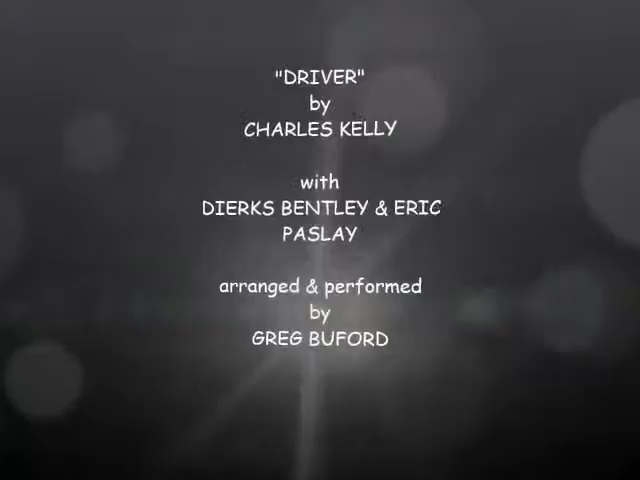 "DRIVER"
by
CHARLES KELLY
with
DIERKS BENTLEY & ERIC
PASLAY
arranged & performed
by
GREG BUFORD